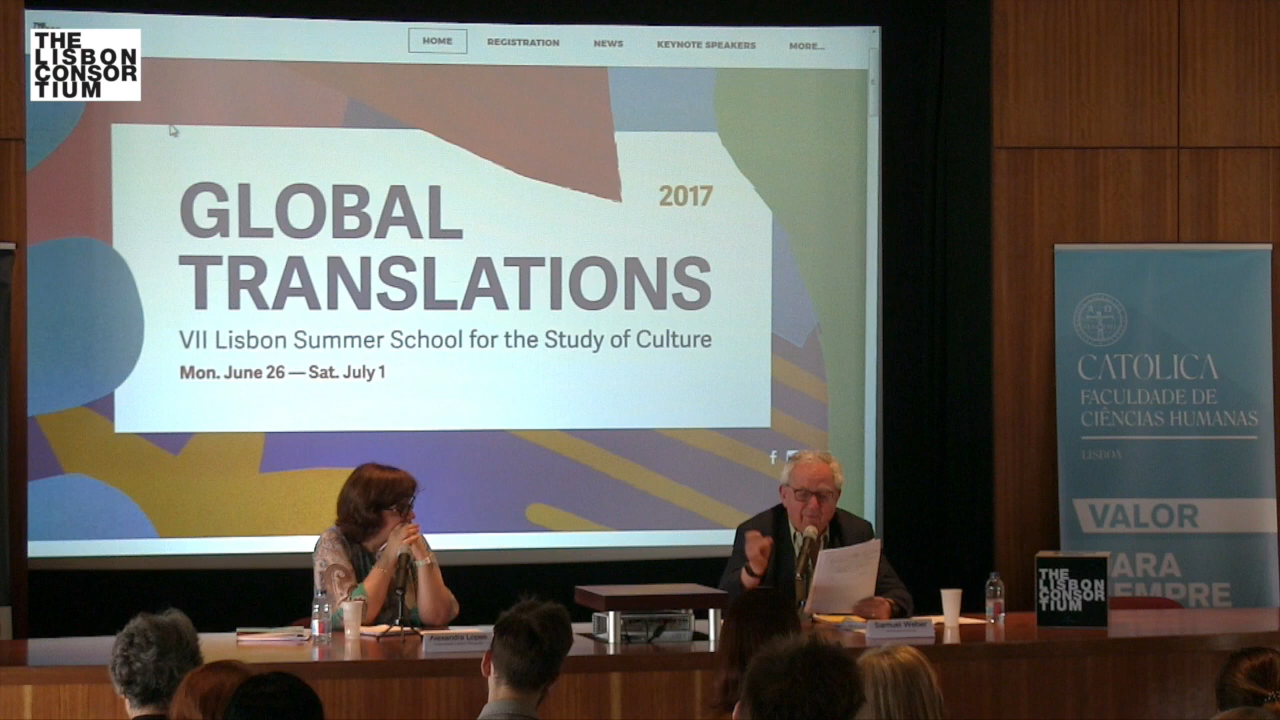 THE
LISBON
CONSOR
TIUM
HOME
REGISTRATION
NEWS
KEYNOTE SPEAKERS
MORE...
2017
GLOBAL
TRANSLATIONS
VII Lisbon Summer School for the Study of Culture
Mon. June 26 — Sat. July 1
f
CATÓLICA
FACULDADE DE
CIÊNCIAS HUMANAS
LISBOA
VALOR
PARA
SEMPRE
THE
LISBON
CONSOR
TIUM
Alexandra Lopes
Samuel Weber